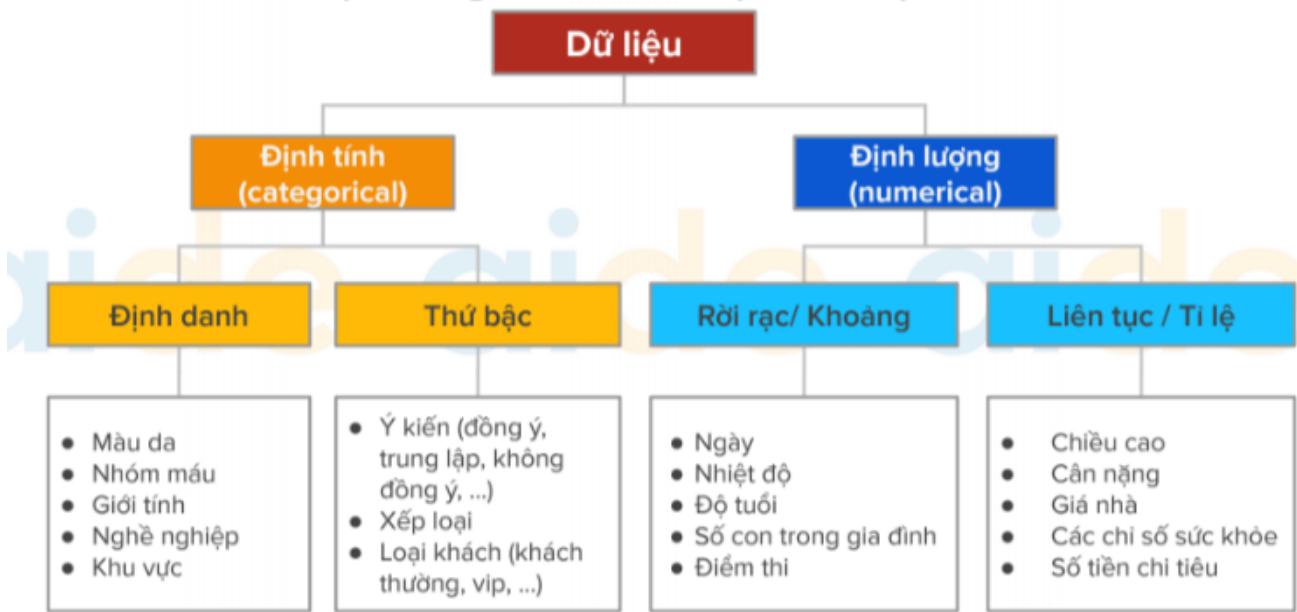 Dữ liệu
Định tính
(categorical)
Định lượng
(numerical)
Định danh
Thứ bậc
Rời rạc/ Khoảng
Liên tục / Tỉ lệ
● Màu da
● Nhóm máu
● Giới tính
● Nghề nghiệp
● Khu vực
● Ý kiến (đồng ý,
trung lập, không
đồng ý, ...)
● Xếp loại
● Loại khách (khách
thường, vip, ...)
● Ngày
● Nhiệt độ
● Độ tuổi
● Số con trong gia đình
● Điểm thi
● Chiều cao
● Cân nặng
● Giá nhà
● Các chỉ số sức khỏe
● Số tiền chi tiêu
aide aide aide